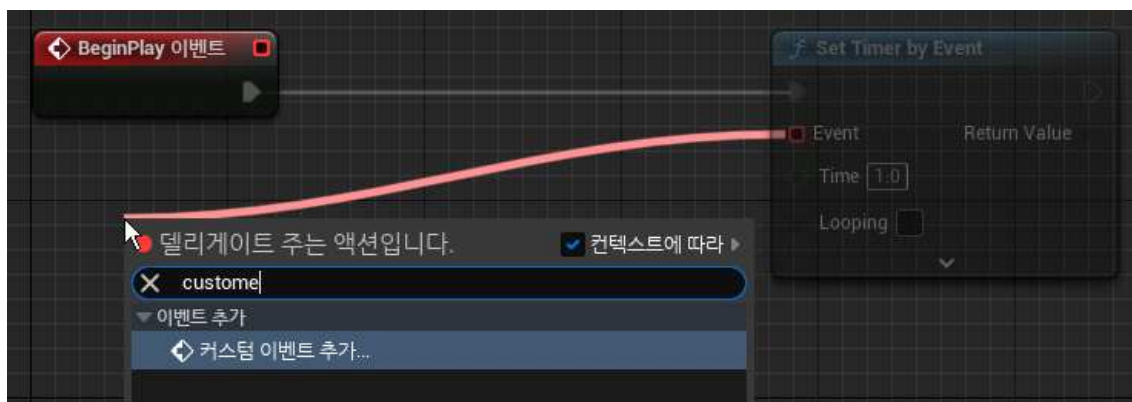 BeginPlay 이벤트
Set Timer by Event
Event Return Value
Time 1.0
Looping
델리게이트 주는 액션입니다. 컨텍스트에 따라
custome
이벤트 추가
커스텀 이벤트 추가...